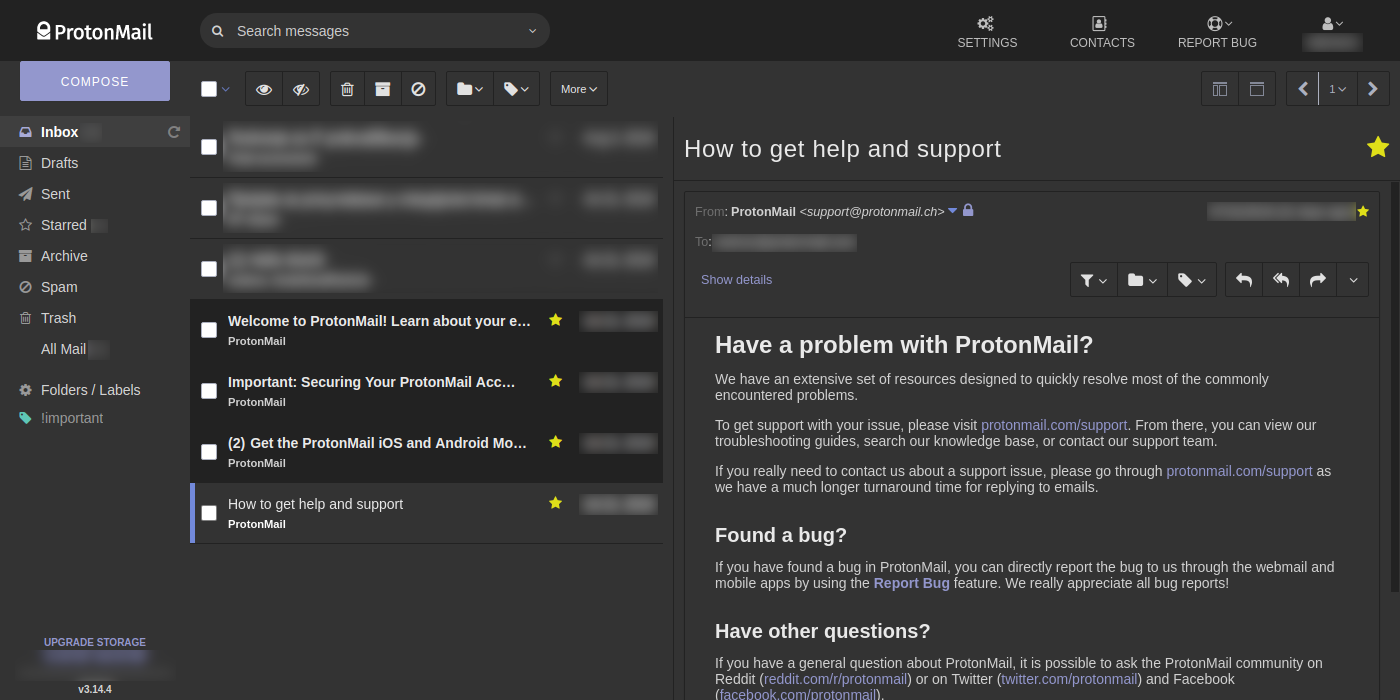 ProtonMail
Search messages
SETTINGS
CONTACTS
REPORT BUG
COMPOSE
More
1
Inbox
Drafts
Sent
Starred
Archive
Spam
Trash
All Mail
Folders / Labels
!important
UPGRADE STORAGE
v3.14.4
Welcome to ProtonMail! Learn about your e...
ProtonMail
Important: Securing Your ProtonMail Acc...
ProtonMail
(2) Get the ProtonMail iOS and Android Mo...
ProtonMail
How to get help and support
ProtonMail
How to get help and support
From: ProtonMail <support@protonmail.ch>
To:
Show details
Have a problem with ProtonMail?
We have an extensive set of resources designed to quickly resolve most of the commonly
encountered problems.
To get support with your issue, please visit protonmail.com/support. From there, you can view our
troubleshooting guides, search our knowledge base, or contact our support team.
If you really need to contact us about a support issue, please go through protonmail.com/support as
we have a much longer turnaround time for replying to emails.
Found a bug?
If you have found a bug in ProtonMail, you can directly report the bug to us through the webmail and
mobile apps by using the Report Bug feature. We really appreciate all bug reports!
Have other questions?
If you have a general question about ProtonMail, it is possible to ask the ProtonMail community on
Reddit (reddit.com/r/protonmail) or on Twitter (twitter.com/protonmail) and Facebook
(facebook.com/protonmail).